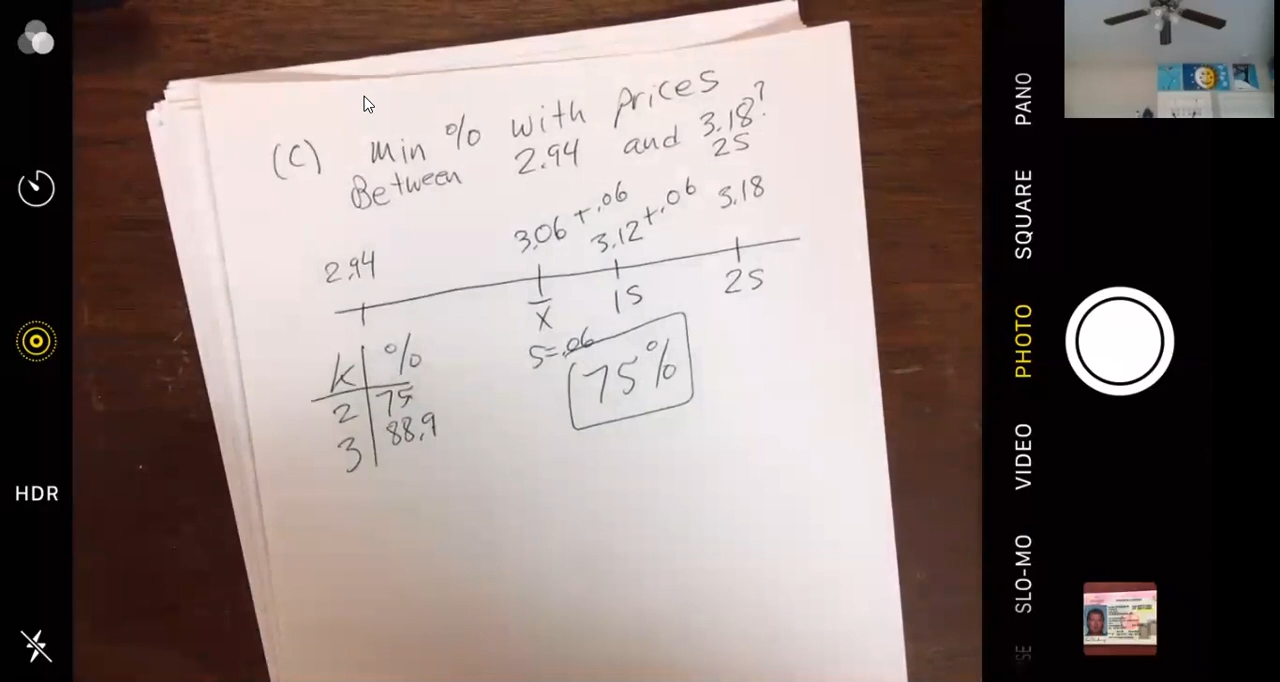 (C) Min % with prices
Between 2.94 and 3.18?
2S
2.94 3.06 +.06 3.12 +.06 3.18
x̄ 1S 2S
S=.06
k %
2 75
3 88.9
75%
HDR
PANO
SQUARE
PHOTO
VIDEO
SLO-MO
SE